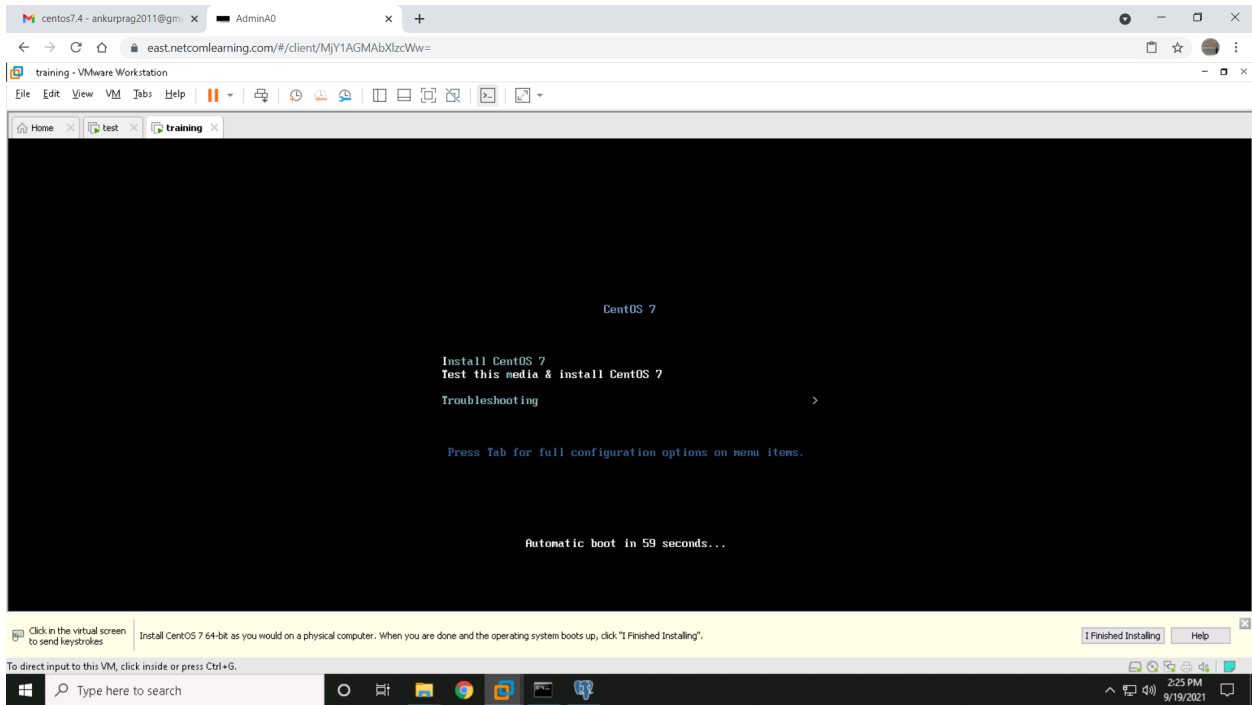 centos7.4 - ankurprag2011@gma
AdminA0
east.netcomlearning.com/#/client/MjY1AGMAbXlzcWw=
training - VMware Workstation
File Edit View VM Tabs Help
Home test training
CentOS 7
Install CentOS 7
Test this media & install CentOS 7
Troubleshooting >
Press Tab for full configuration options on menu items.
Automatic boot in 59 seconds...
Click in the virtual screen
to send keystrokes
Install CentOS 7 64-bit as you would on a physical computer. When you are done and the operating system boots up, click "I Finished Installing".
I Finished Installing Help
To direct input to this VM, click inside or press Ctrl+G.
Type here to search
2:25 PM
9/19/2021